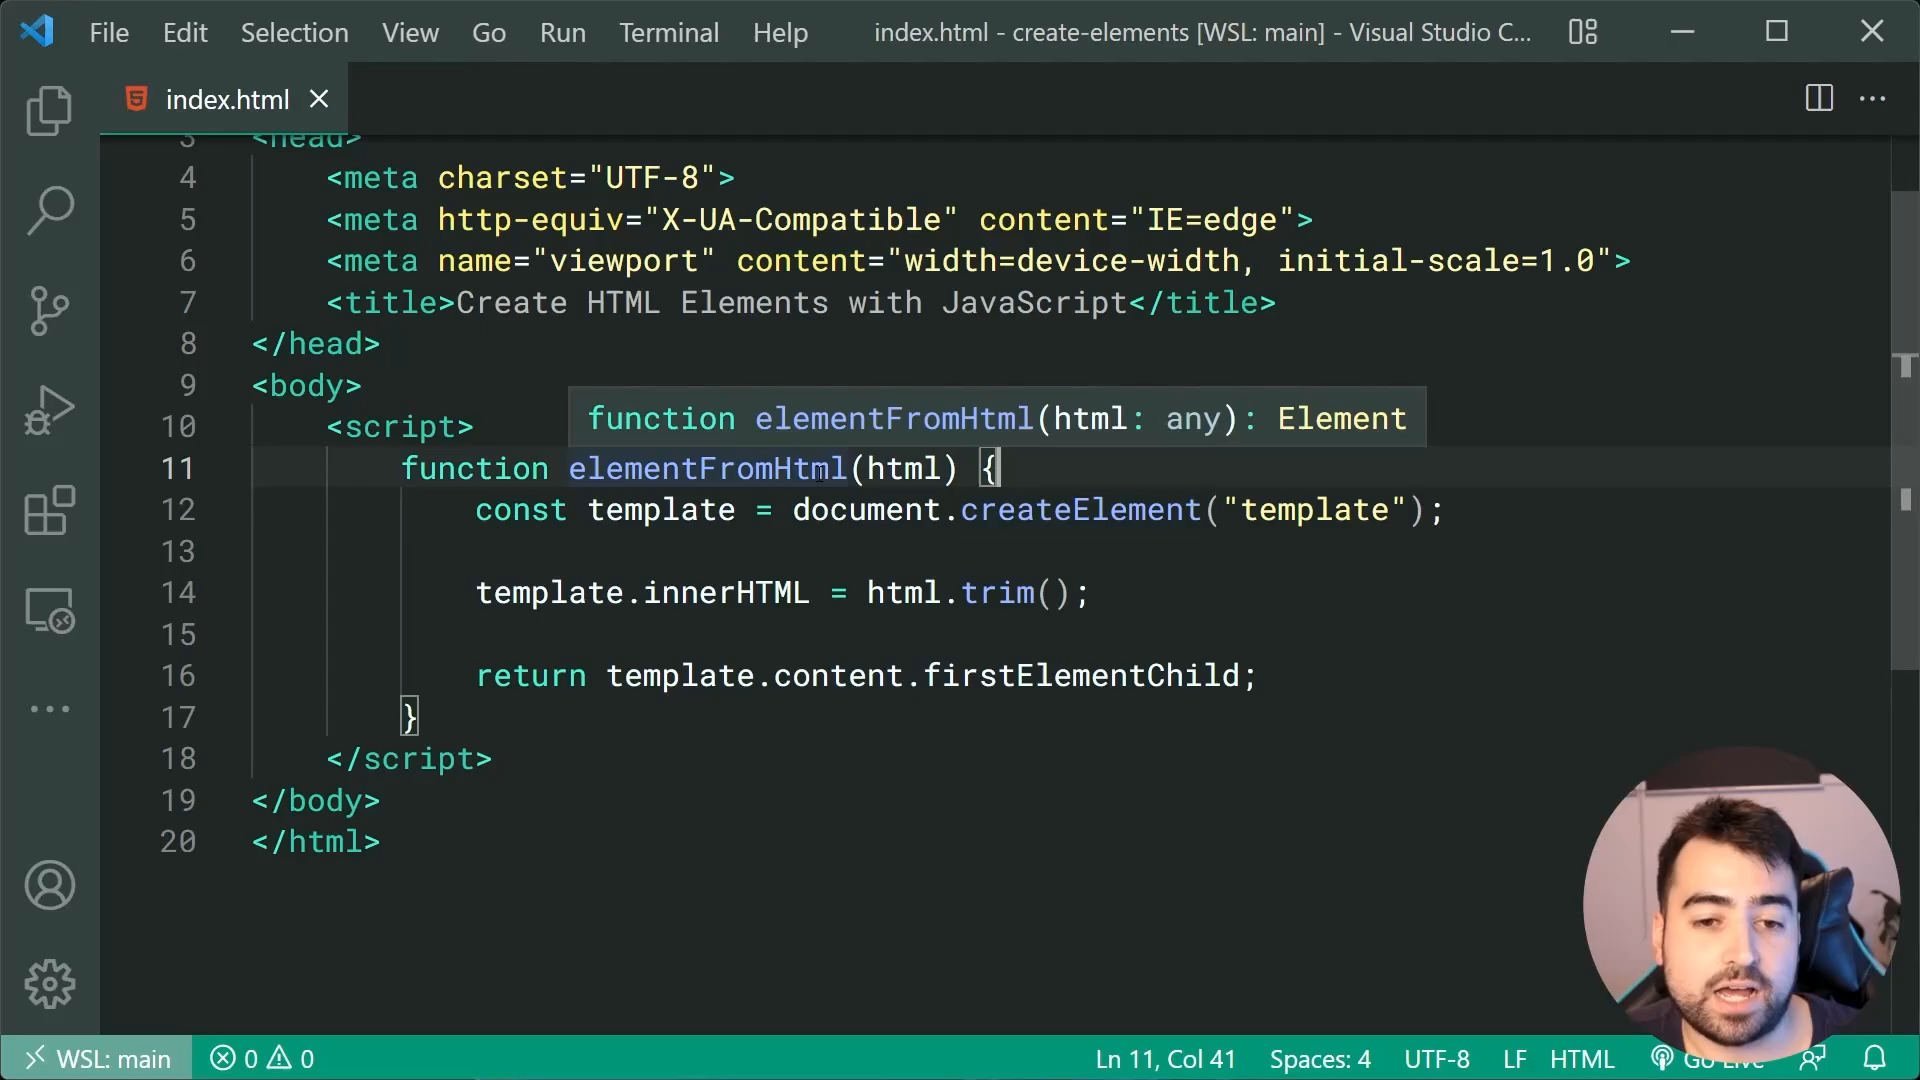 File Edit Selection View Go Run Terminal Help index.html - create-elements [WSL: main] - Visual Studio C...
index.html
3 <head>
4 <meta charset="UTF-8">
5 <meta http-equiv="X-UA-Compatible" content="IE=edge">
6 <meta name="viewport" content="width=device-width, initial-scale=1.0">
7 <title>Create HTML Elements with JavaScript</title>
8 </head>
9 <body>
function elementFromHtml(html: any): Element
10 <script>
11 function elementFromHtml(html) {
12 const template = document.createElement("template");
13
14 template.innerHTML = html.trim();
15
16 return template.content.firstElementChild;
17 }
18 </script>
19 </body>
20 </html>
WSL: main 0 0 Ln 11, Col 41 Spaces: 4 UTF-8 LF HTML Go Live